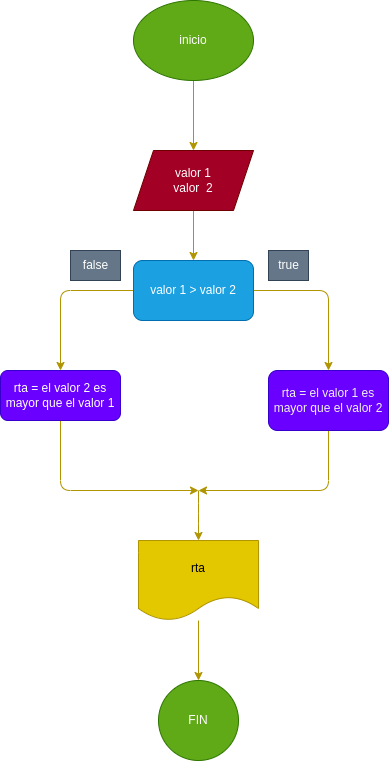 inicio
valor 1
valor 2
false
true
valor 1 > valor 2
rta = el valor 2 es
mayor que el valor 1
rta = el valor 1 es
mayor que el valor 2
rta
FIN